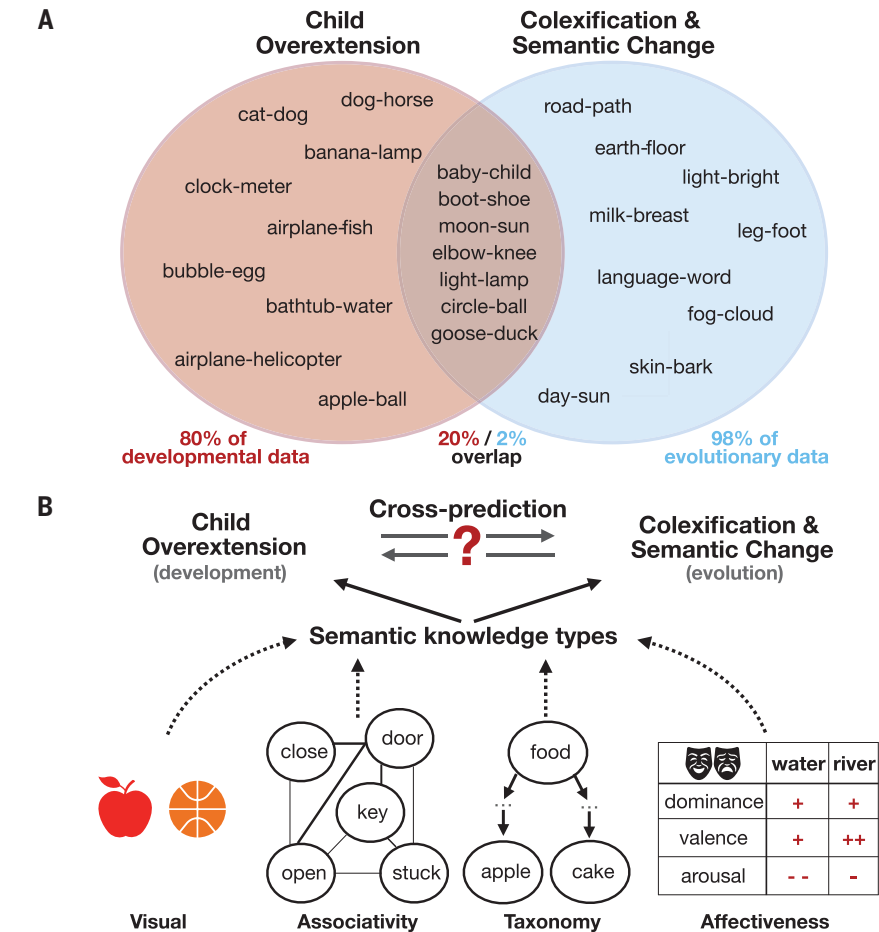 A
Child
Overextension
Colexification &
Semantic Change
cat-dog
dog-horse
banana-lamp
clock-meter
airplane-fish
bubble-egg
bathtub-water
airplane-helicopter
apple-ball
baby-child
boot-shoe
moon-sun
elbow-knee
light-lamp
circle-ball
goose-duck
road-path
earth-floor
light-bright
milk-breast
leg-foot
language-word
fog-cloud
skin-bark
day-sun
80% of
developmental data
20% / 2%
overlap
98% of
evolutionary data
B
Child
Overextension
(development)
Cross-prediction
?
Colexification &
Semantic Change
(evolution)
Semantic knowledge types
close
door
key
open
stuck
food
...
...
apple
cake
water river
dominance + +
valence + ++
arousal - - -
Visual
Associativity
Taxonomy
Affectiveness